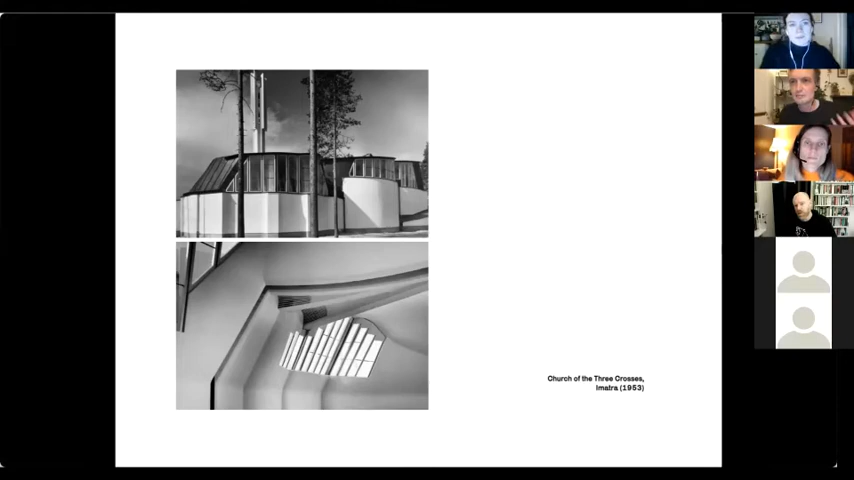 Church of the Three Crosses,
Imatra (1953)